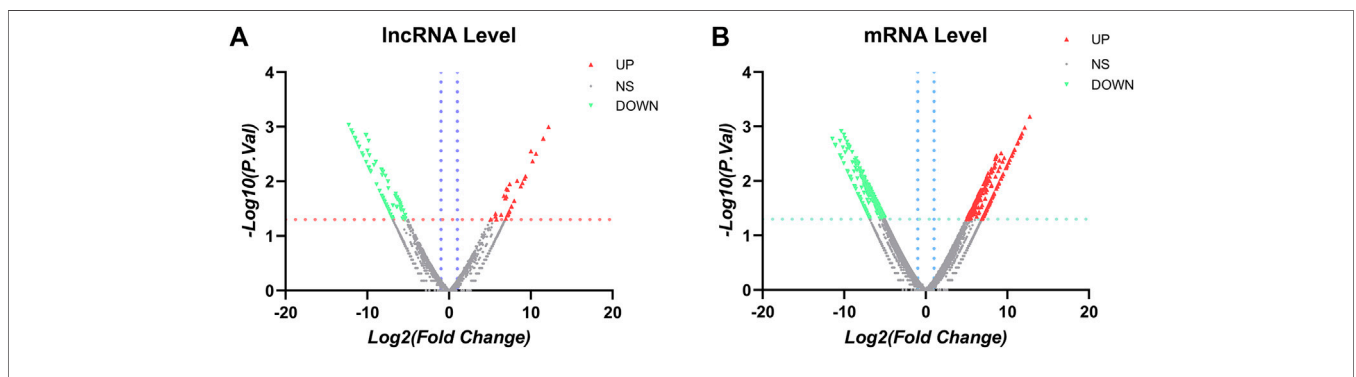 A
lncRNA Level
UP
NS
DOWN
4
3
2
1
0
-20
-10
0
10
20
-Log10(P.Val)
Log2(Fold Change)
B
mRNA Level
UP
NS
DOWN
4
3
2
1
0
-20
-10
0
10
20
-Log10(P.Val)
Log2(Fold Change)